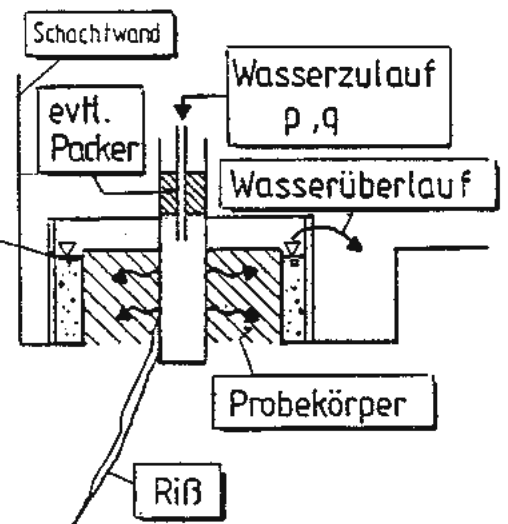 Schachtwand
Wasserzulauf
p,q
evtl.
Packer
Wasserüberlauf
Probekörper
Riß